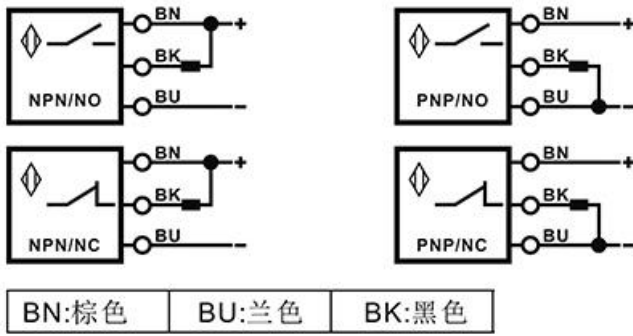 BN +
BK
NPN/NO BU -
BN +
BK
PNP/NO BU -
BN +
BK
NPN/NC BU -
BN +
BK
PNP/NC BU -
BN:棕色 BU:兰色 BK:黑色